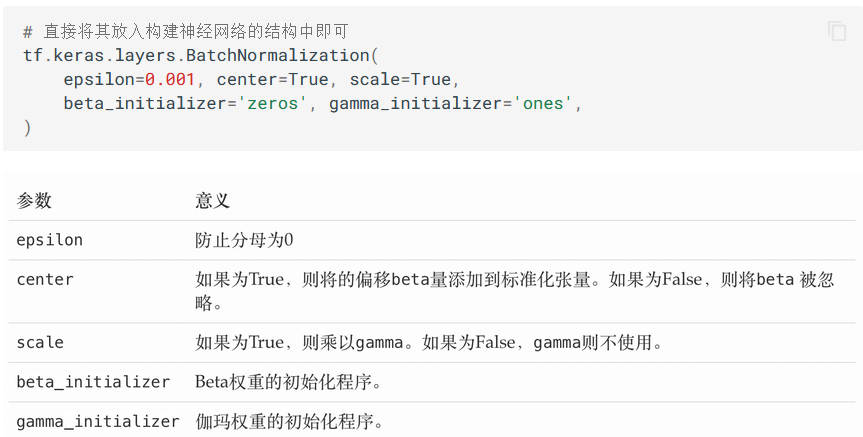 # 直接将其放入构建神经网络的结构中即可
tf.keras.layers.BatchNormalization(
    epsilon=0.001, center=True, scale=True,
    beta_initializer='zeros', gamma_initializer='ones',
)
参数 意义
epsilon 防止分母为0
center 如果为True，则将的偏移beta量添加到标准化张量。如果为False，则将beta 被忽
略。
scale 如果为True，则乘以gamma。如果为False，gamma则不使用。
beta_initializer Beta权重的初始化程序。
gamma_initializer 伽玛权重的初始化程序。